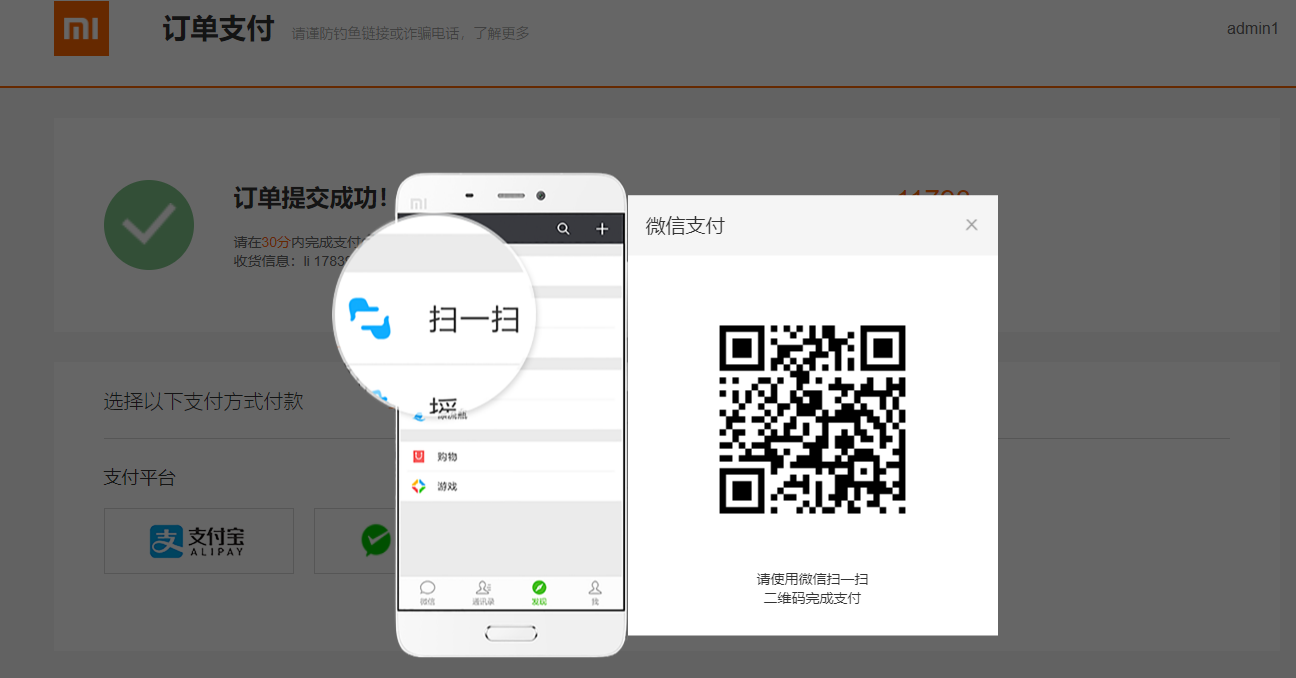 mi
订单支付
请谨防钓鱼链接或诈骗电话，了解更多
admin1
订单提交成功！
请在30分内完成支付
收货信息：li 1783
选择以下支付方式付款
支付平台
支付宝
ALIPAY
MI
扫一扫
购物
游戏
微信
通讯录
发现
我
微信支付
×
请使用微信扫一扫
二维码完成支付